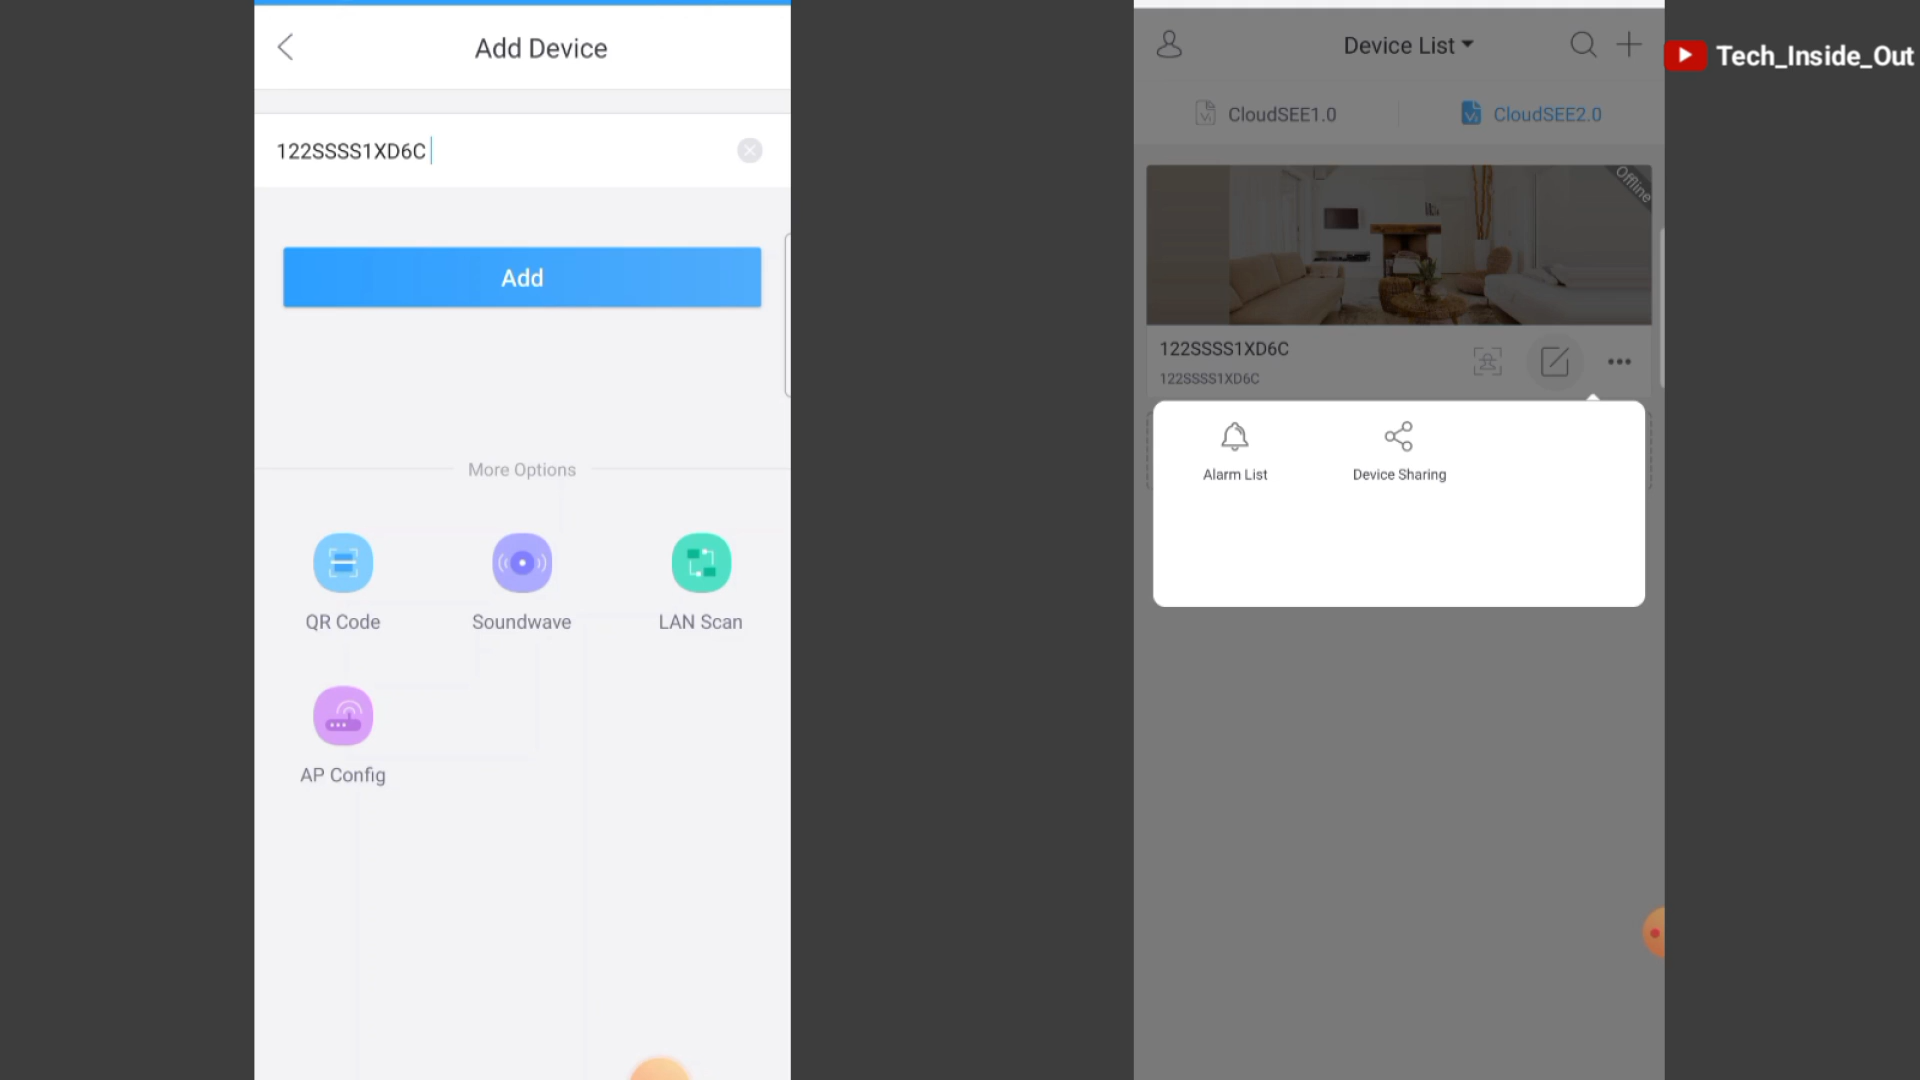 Add Device
122SSSS1XD6C
Add
More Options
QR Code
Soundwave
LAN Scan
AP Config
Device List
CloudSEE1.0
CloudSEE2.0
Offline
122SSSS1XD6C
122SSSS1XD6C
Alarm List
Device Sharing
Tech_Inside_Out